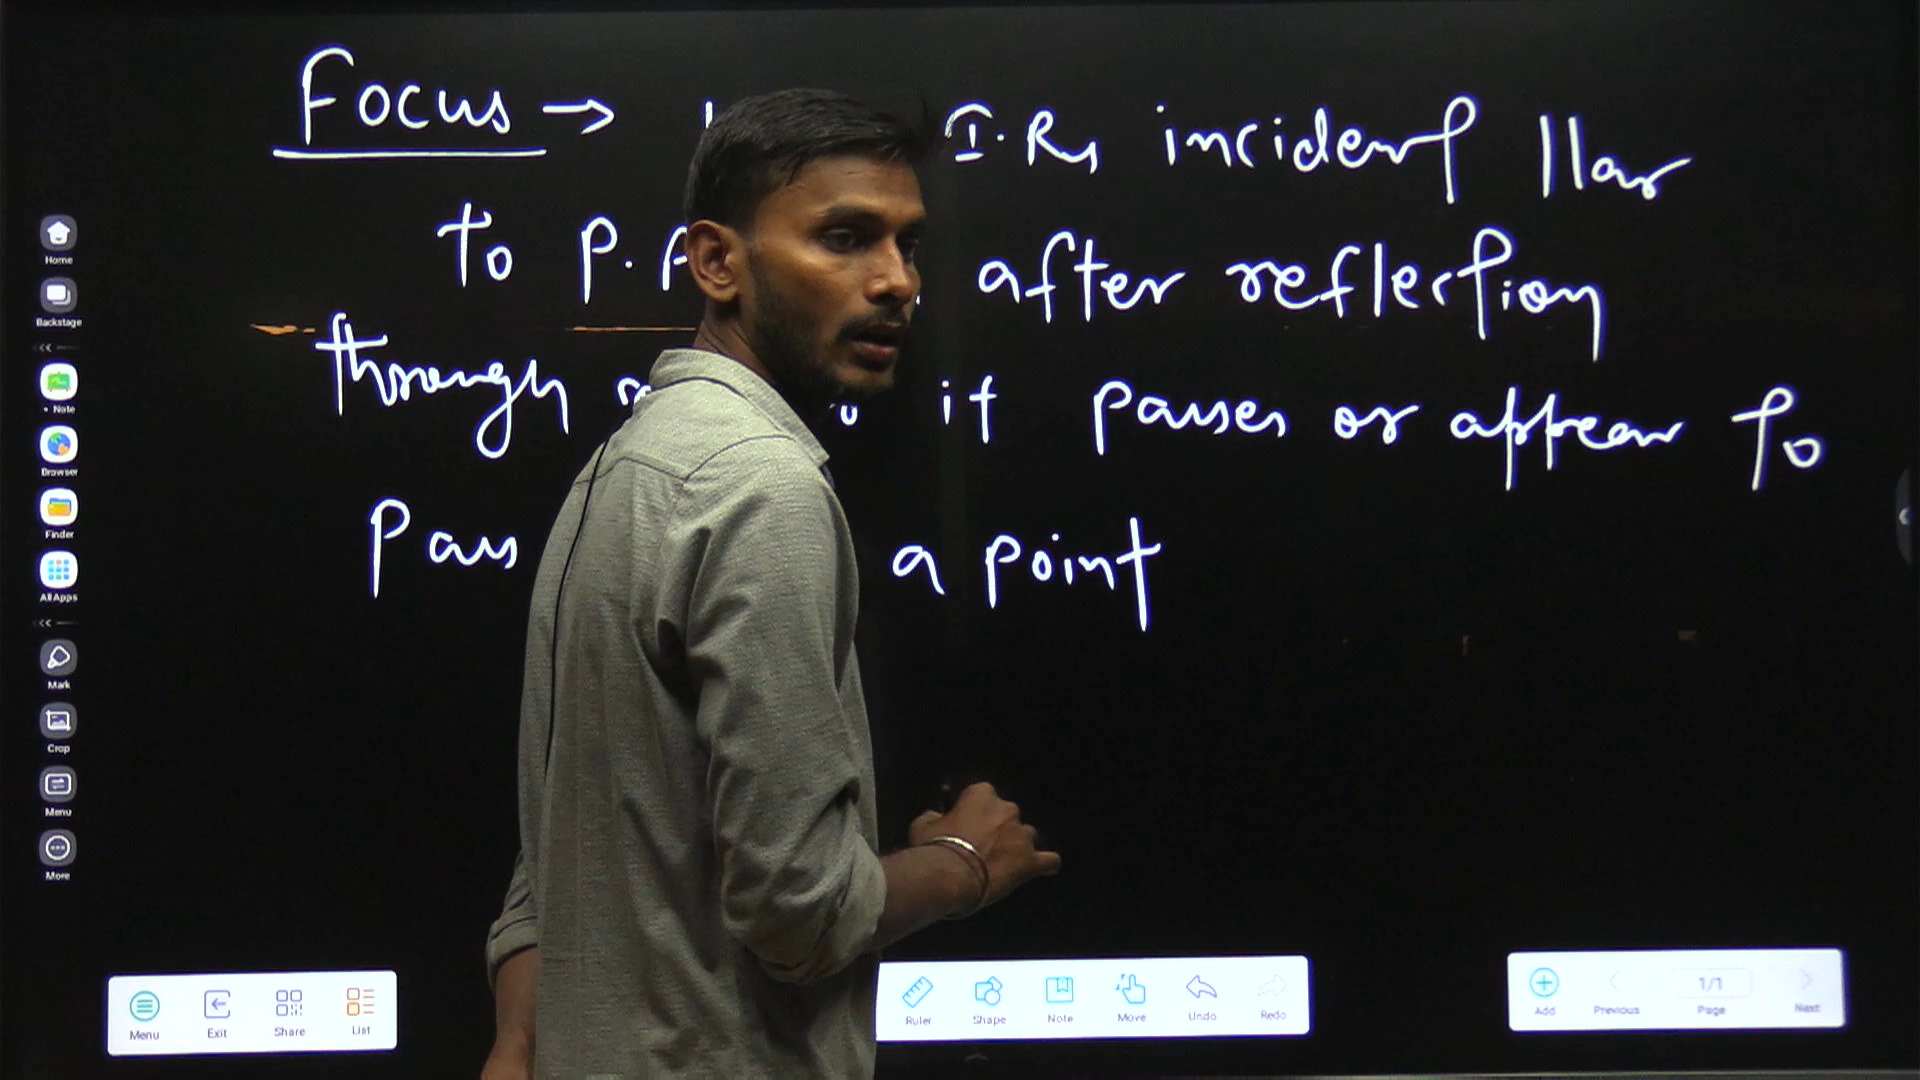 Focus → I.Rs incident llar
to P. after reflection
through it passes or appear to
Pass a point
Home
Backstage
Note
Browser
Finder
All Apps
Mark
Crop
Menu
More
Menu Exit Share List Ruler Shape Note Move Undo Redo Add Previous 1/1 Page Next